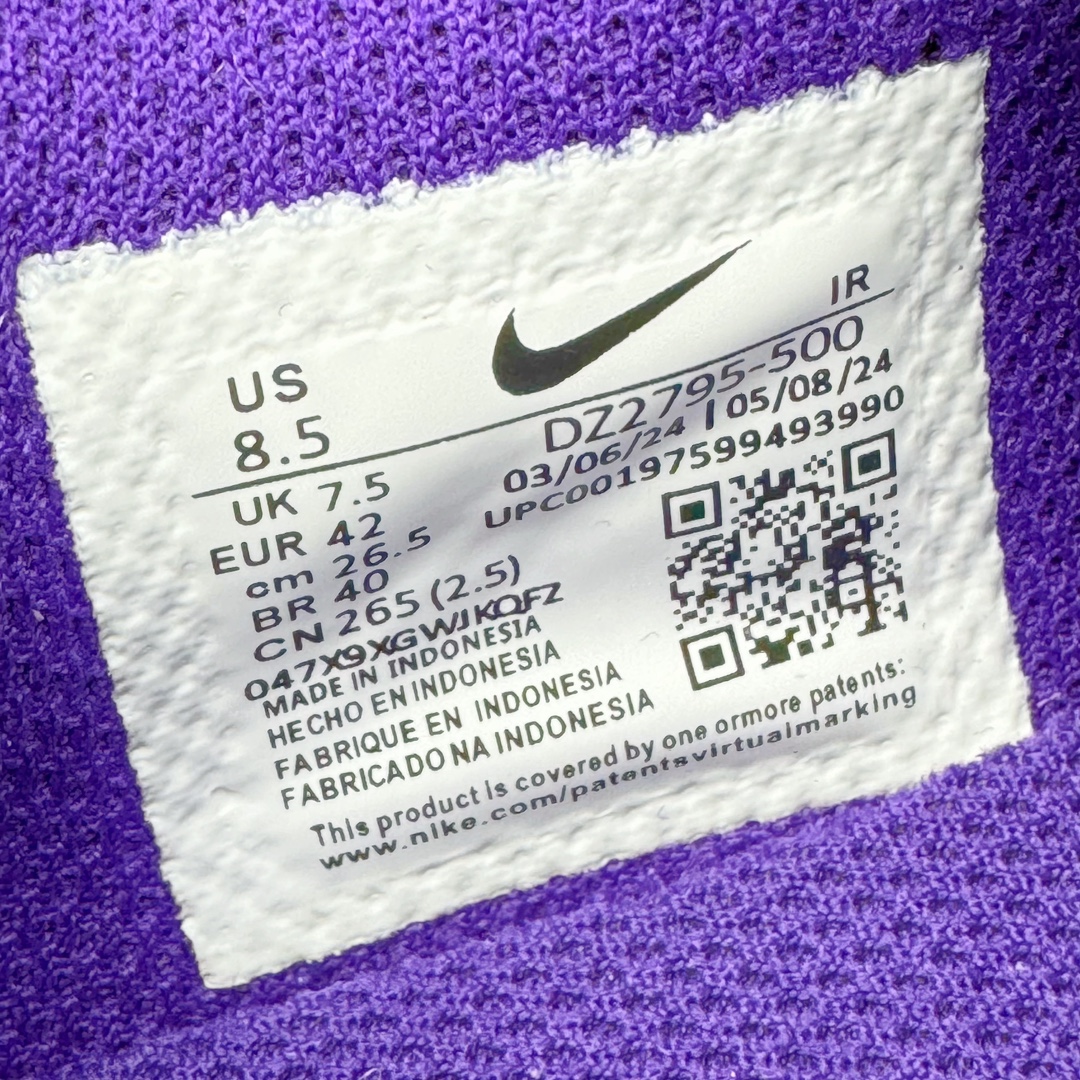 IR
US
8.5
DZ2795-500
03/06/24 | 05/08/24
UPC00197599493990
UK 7.5
EUR 42
cm 26.5
BR 40
CN 265 (2.5)
047X9XGWJKQFZ
MADE IN INDONESIA
HECHO EN INDONESIA
FABRIQUE EN INDONESIA
FABRICADO NA INDONESIA
This product is covered by one ormore patents:
www.nike.com/patentsvirtualmarking